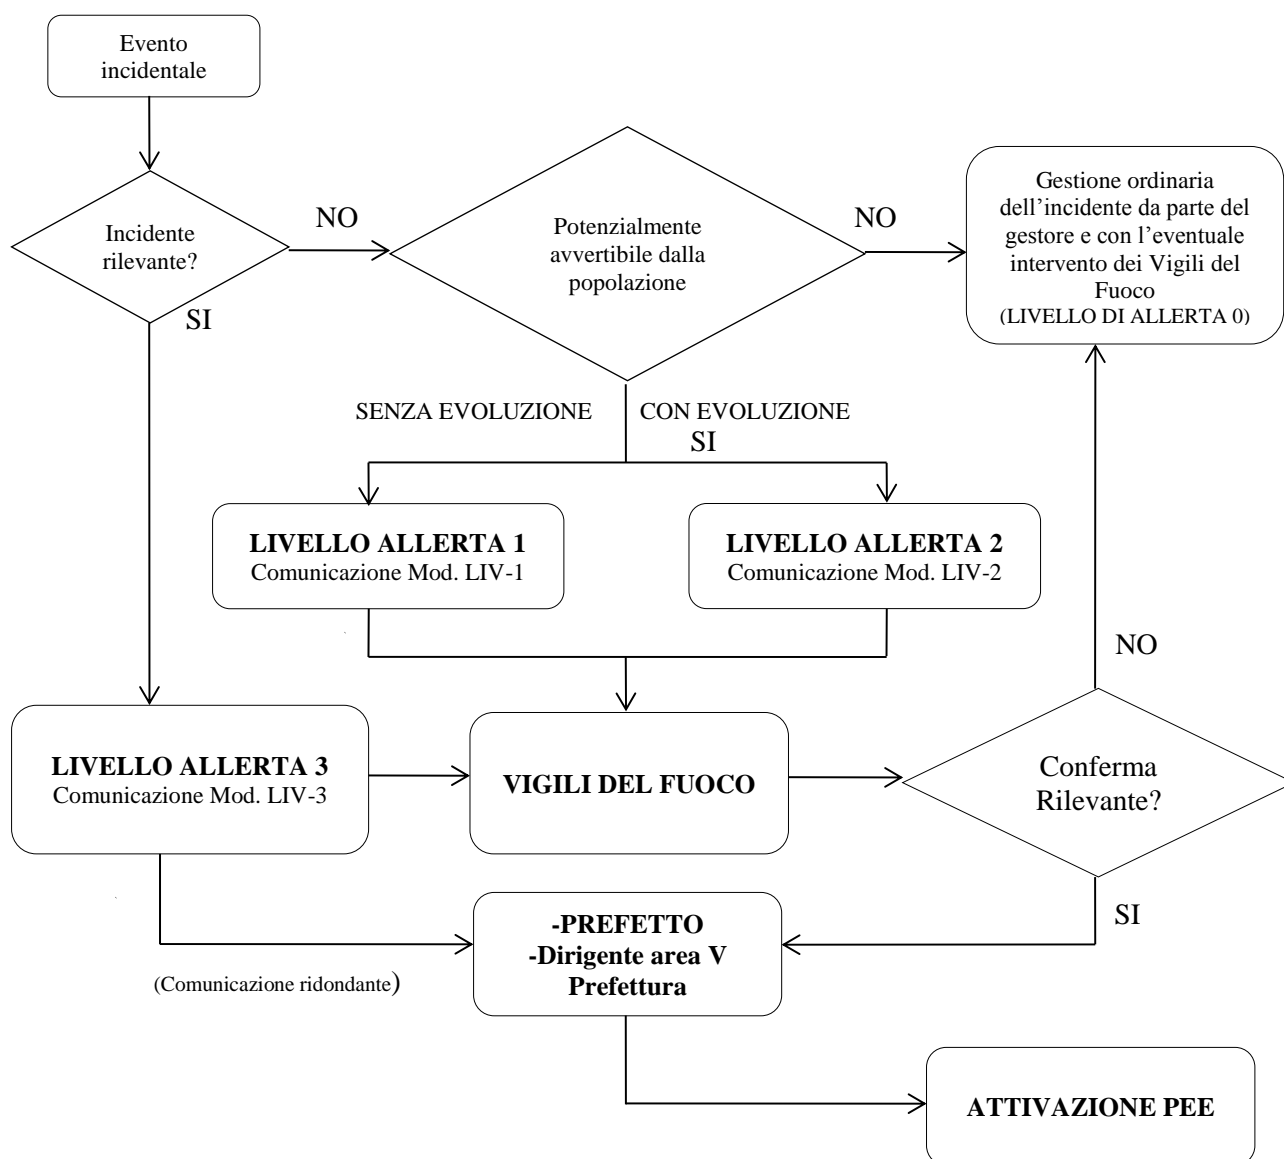 Evento
incidentale
Incidente
rilevante?
NO
SI
Potenzialmente
avvertibile dalla
popolazione
NO
Gestione ordinaria
dell’incidente da parte del
gestore e con l’eventuale
intervento dei Vigili del
Fuoco
(LIVELLO DI ALLERTA 0)
SENZA EVOLUZIONE
CON EVOLUZIONE
SI
LIVELLO ALLERTA 1
Comunicazione Mod. LIV-1
LIVELLO ALLERTA 2
Comunicazione Mod. LIV-2
NO
LIVELLO ALLERTA 3
Comunicazione Mod. LIV-3
VIGILI DEL FUOCO
Conferma
Rilevante?
SI
-PREFETTO
-Dirigente area V
Prefettura
(Comunicazione ridondante)
ATTIVAZIONE PEE